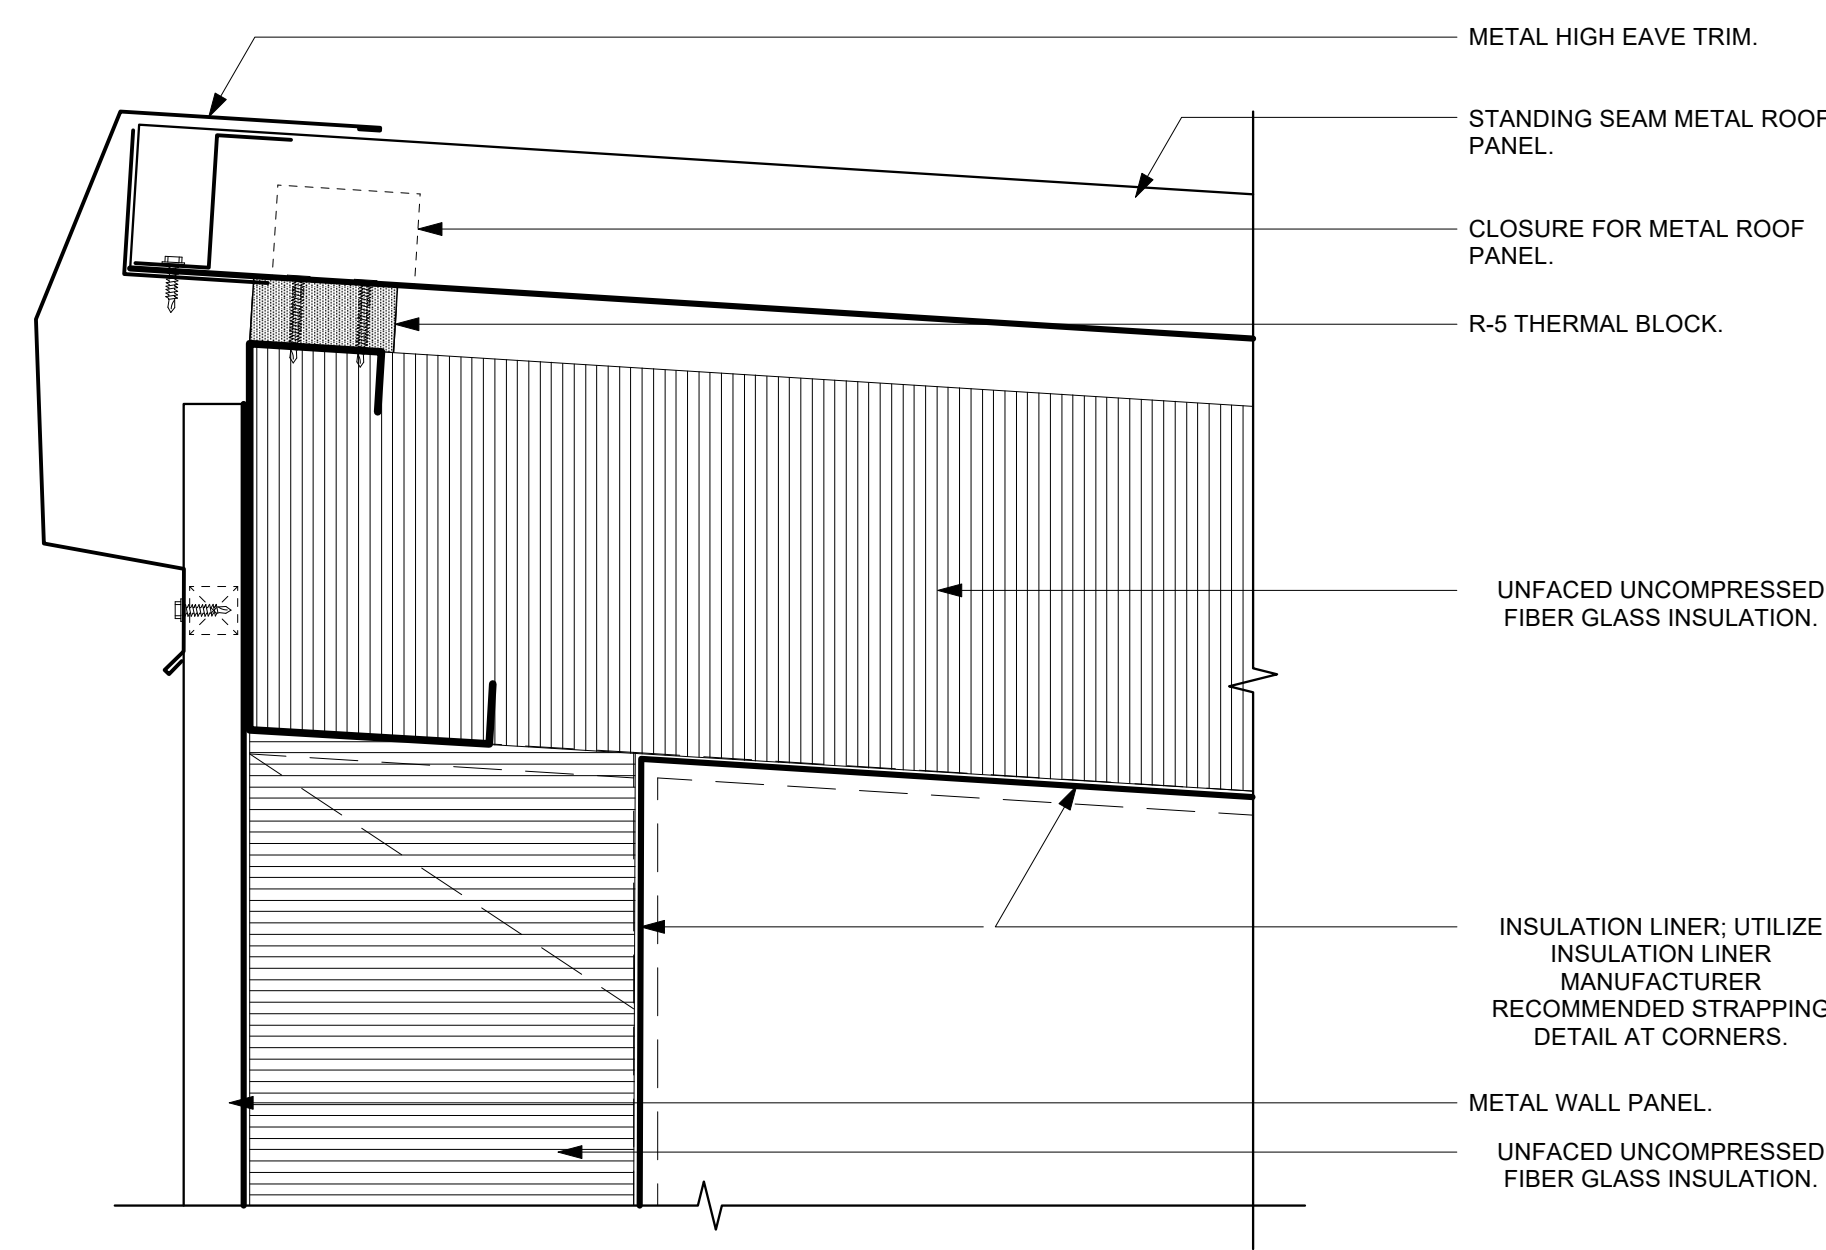 METAL HIGH EAVE TRIM.
STANDING SEAM METAL ROOF
PANEL.
CLOSURE FOR METAL ROOF
PANEL.
R-5 THERMAL BLOCK.
UNFACED UNCOMPRESSED
FIBER GLASS INSULATION.
INSULATION LINER; UTILIZE
INSULATION LINER
MANUFACTURER
RECOMMENDED STRAPPING
DETAIL AT CORNERS.
METAL WALL PANEL.
UNFACED UNCOMPRESSED
FIBER GLASS INSULATION.